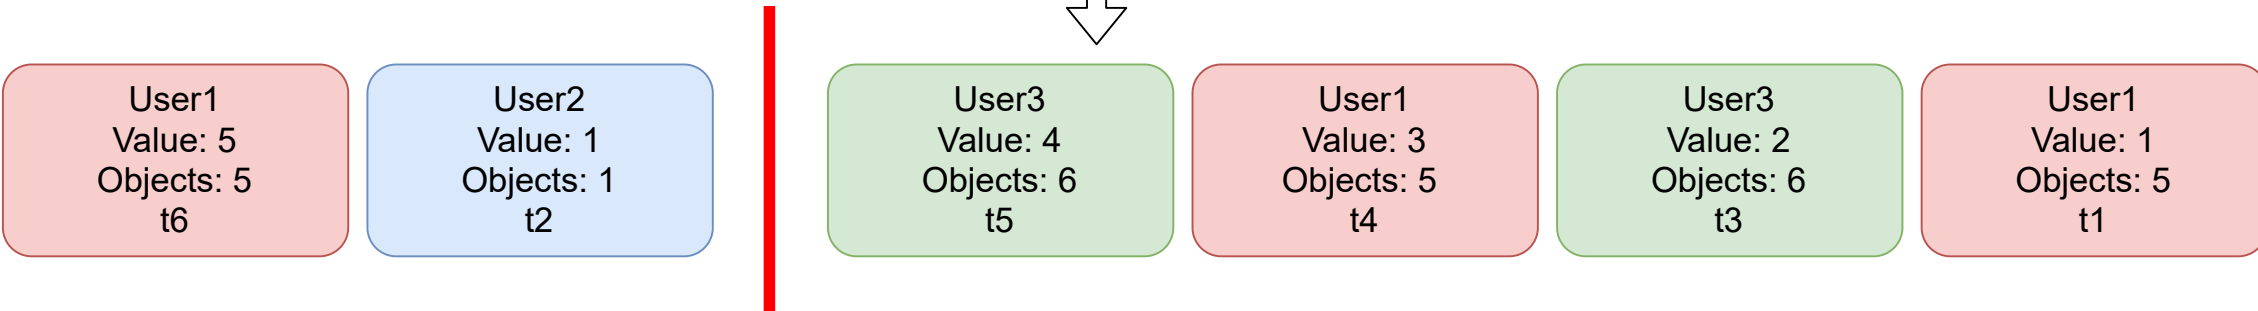 User1
Value: 5
Objects: 5
t6
User2
Value: 1
Objects: 1
t2
User3
Value: 4
Objects: 6
t5
User1
Value: 3
Objects: 5
t4
User3
Value: 2
Objects: 6
t3
User1
Value: 1
Objects: 5
t1